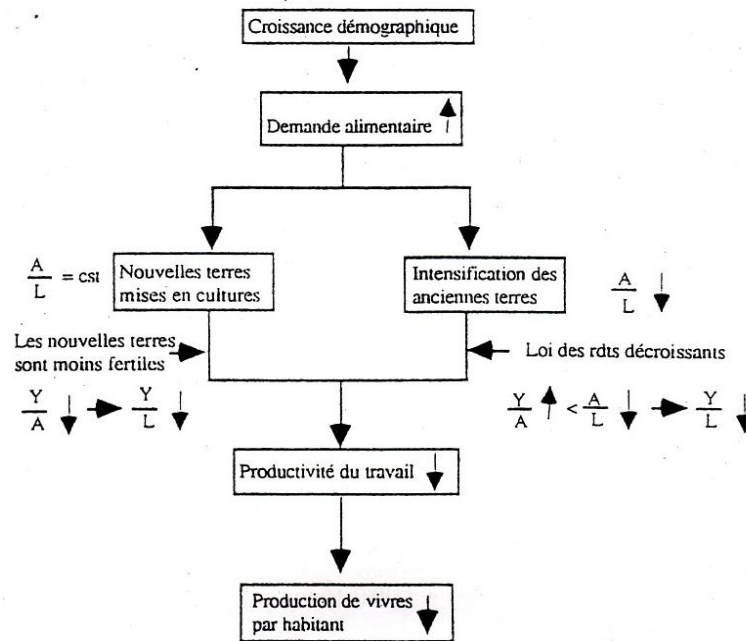 Croissance démographique
Demande alimentaire
A
L
= cst
Nouvelles terres
mises en cultures
Intensification des
anciennes terres
A
L
Les nouvelles terres
sont moins fertiles
Loi des rdts décroissants
Y
A
Y
L
Y
A
<
A
L
Y
L
Productivité du travail
Production de vivres
par habitant